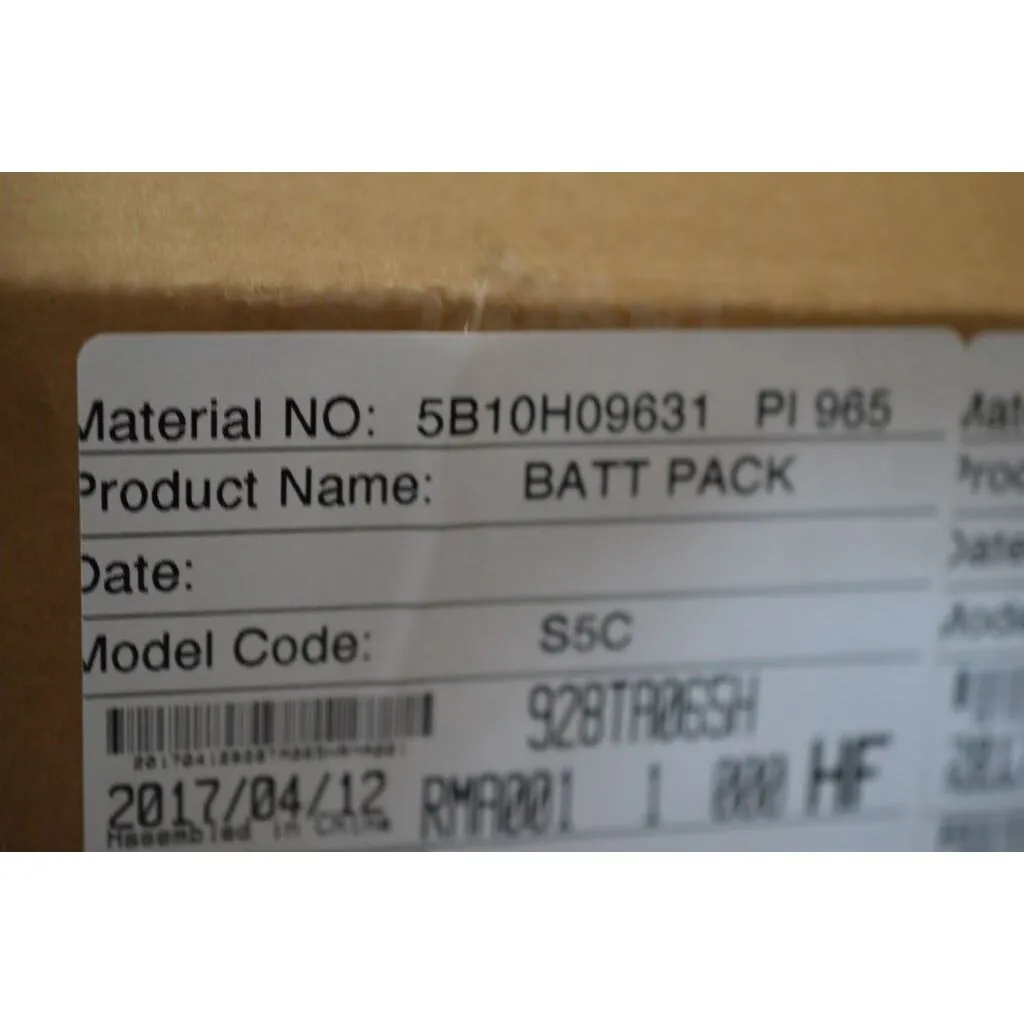 Material NO: 5B10H09631 PI 965
Product Name: BATT PACK
Date:
Model Code: S5C
928TA065H
2017/04/12 RMA001 1 000 HF
Assembled in China